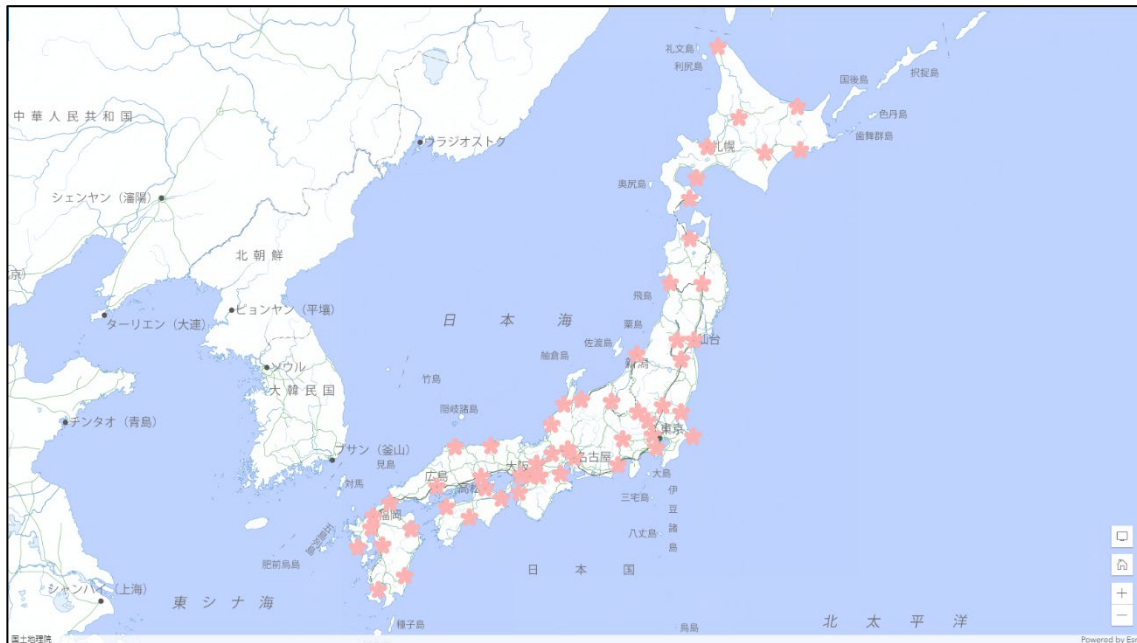 礼文島
利尻島
択捉島
国後島
中華人民共和国
色丹島
歯舞群島
ウラジオストク
札幌
奥尻島
シェンヤン（瀋陽）
北朝鮮
京）
飛島
ピョンヤン（平壌）
ターリエン（大連）
日本海
粟島
仙台
佐渡島
舳倉島
新潟
ソウル
竹島
大韓民国
隠岐諸島
チンタオ（青島）
東京
プサン（釜山）
見島
広島
大阪
名古屋
大島
対馬
高松
三宅島
伊豆諸島
福岡
八丈島
肥前鳥島
日本国
シャンハイ（上海）
東シナ海
種子島
鳥島
北太平洋
国土地理院
Powered by Esri